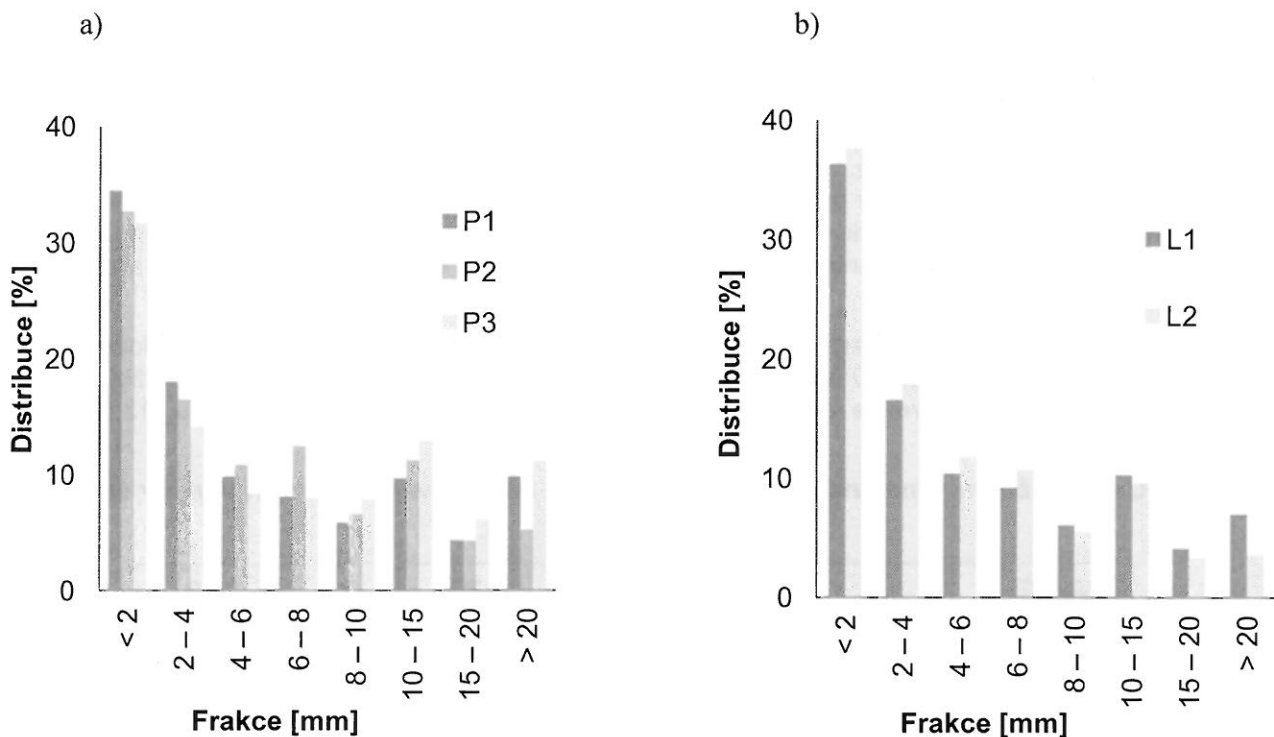 a)
40
30
20
10
0
Distribuce [%]
P1
P2
P3
< 2
2 – 4
4 – 6
6 – 8
8 – 10
10 – 15
15 – 20
> 20
Frakce [mm]
b)
40
30
20
10
0
Distribuce [%]
L1
L2
< 2
2 – 4
4 – 6
6 – 8
8 – 10
10 – 15
15 – 20
> 20
Frakce [mm]